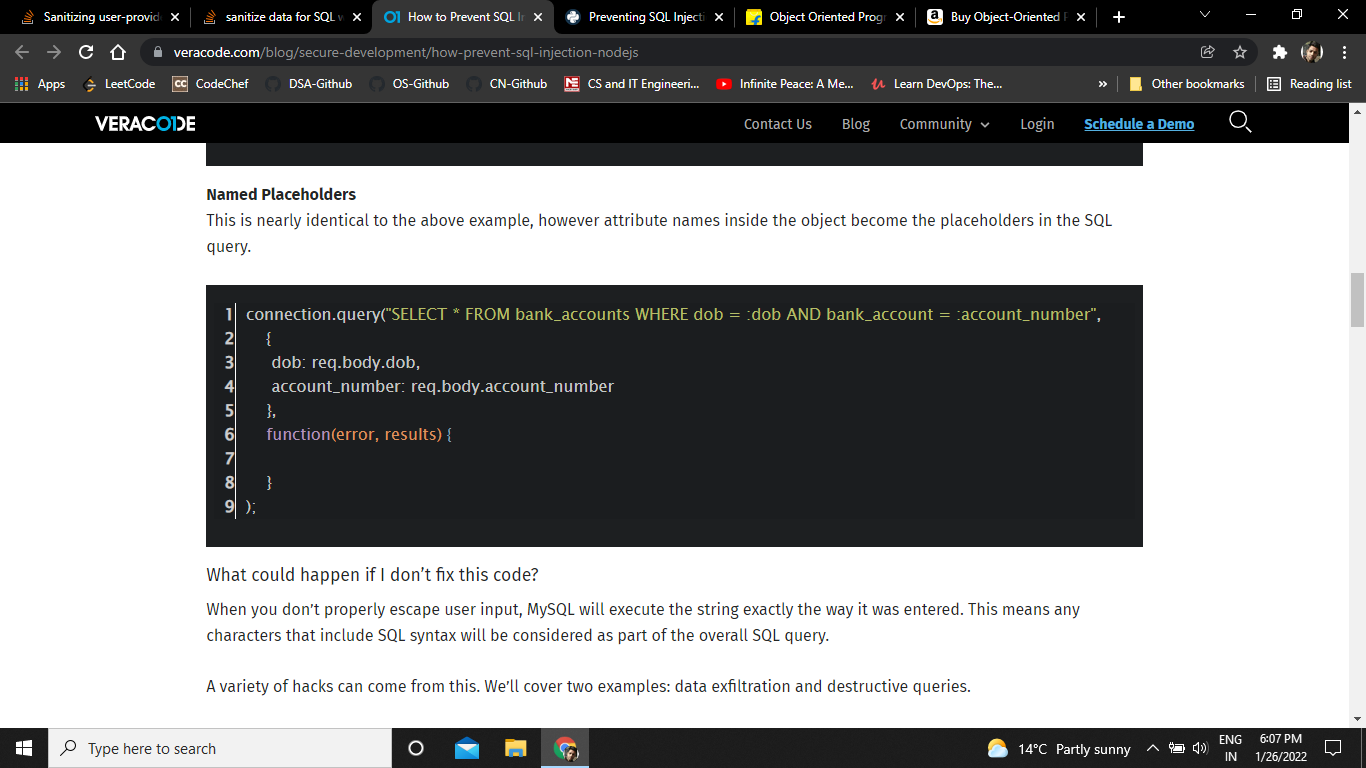 Sanitizing user-provid
sanitize data for SQL w
How to Prevent SQL In
Preventing SQL Injecti
Object Oriented Prog
Buy Object-Oriented P
veracode.com/blog/secure-development/how-prevent-sql-injection-nodejs
Apps
LeetCode
CodeChef
DSA-Github
OS-Github
CN-Github
CS and IT Engineeri...
Infinite Peace: A Me...
Learn DevOps: The...
»
Other bookmarks
Reading list
VERACODE
Contact Us
Blog
Community
Login
Schedule a Demo
Named Placeholders
This is nearly identical to the above example, however attribute names inside the object become the placeholders in the SQL
query.
1 connection.query("SELECT * FROM bank_accounts WHERE dob = :dob AND bank_account = :account_number",
2 {
3 dob: req.body.dob,
4 account_number: req.body.account_number
5 },
6 function(error, results) {
7
8 }
9 );
What could happen if I don’t fix this code?
When you don’t properly escape user input, MySQL will execute the string exactly the way it was entered. This means any
characters that include SQL syntax will be considered as part of the overall SQL query.
A variety of hacks can come from this. We’ll cover two examples: data exfiltration and destructive queries.
Type here to search
14°C Partly sunny
ENG
IN
6:07 PM
1/26/2022